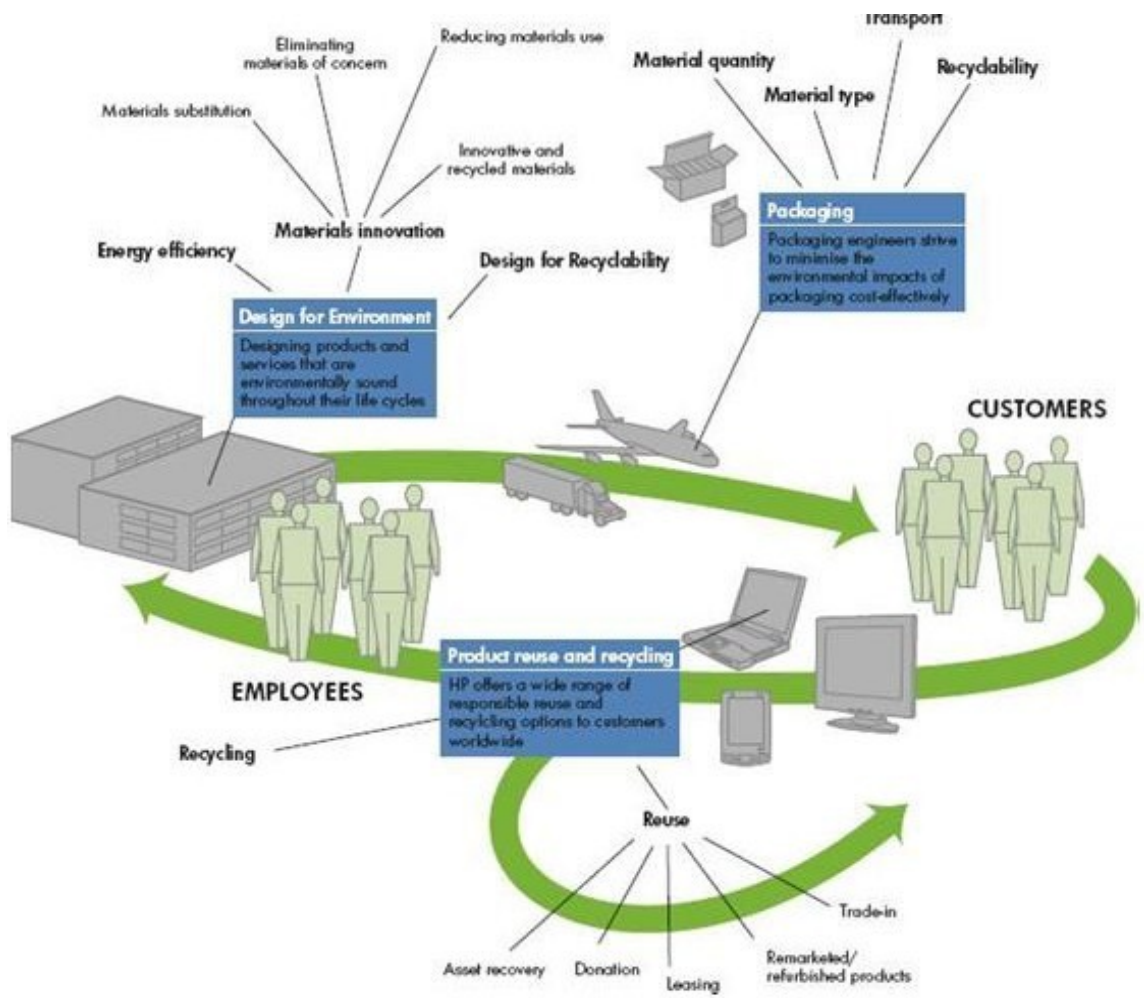 Transport
Reducing materials use
Eliminating
materials of concern
Material quantity
Recyclability
Material type
Materials substitution
Innovative and
recycled materials
Materials innovation
Energy efficiency
Design for Recyclability
Packaging
Packaging engineers strive
to minimise the
environmental impacts of
packaging cost-effectively
Design for Environment
Designing products and
services that are
environmentally sound
throughout their life cycles
CUSTOMERS
EMPLOYEES
Product reuse and recycling
HP offers a wide range of
responsible reuse and
recylcling options to customers
worldwide
Recycling
Reuse
Trade-in
Asset recovery
Donation
Leasing
Remarketed/
referbished products